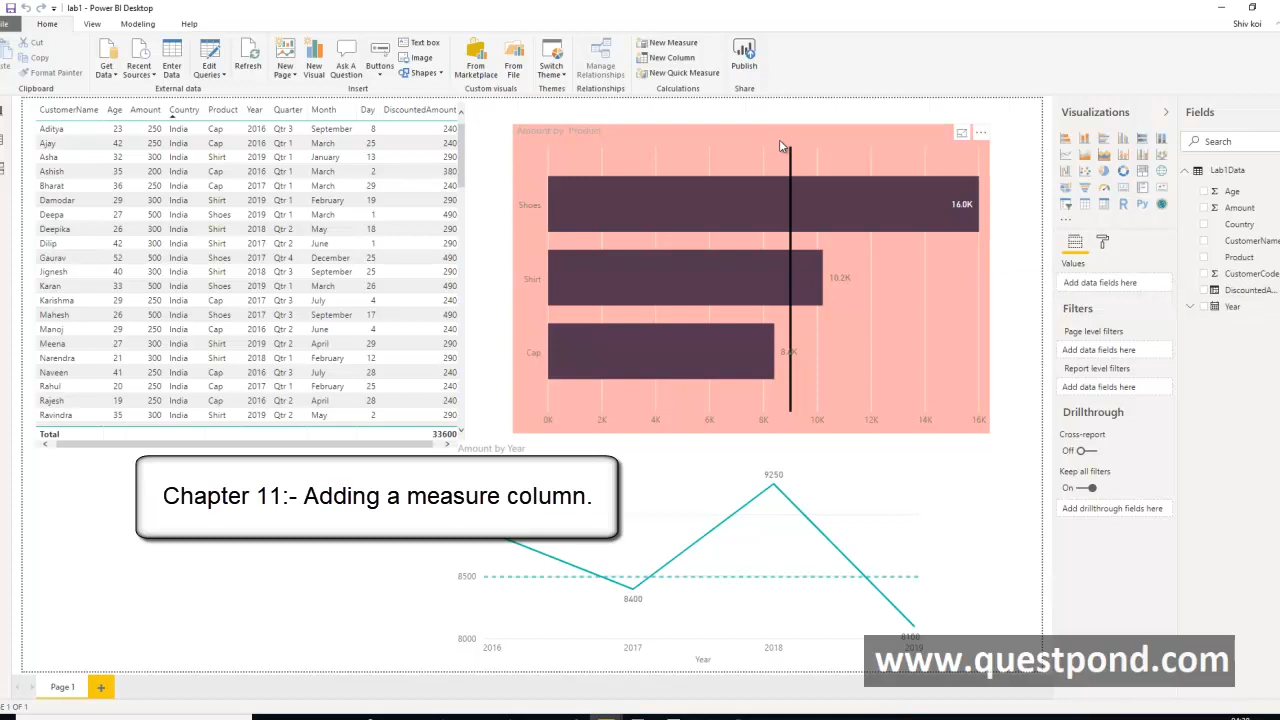 lab1 - Power BI Desktop
Shiv koi
Home View Modeling Help
Cut
Copy
Format Painter
Clipboard
Get Data
Recent Sources
Enter Data
Edit Queries
Refresh
External data
New Page
New Visual
Ask A Question
Buttons
Text box
Image
Shapes
Insert
From Marketplace
From File
Custom visuals
Switch Theme
Themes
Manage Relationships
Relationships
New Measure
New Column
New Quick Measure
Calculations
Publish
Share
CustomerName Age Amount Country Product Year Quarter Month Day DiscountedAmount
Aditya 23 250 India Cap 2016 Qtr 3 September 8 240
Ajay 42 250 India Cap 2016 Qtr 1 March 25 240
Asha 32 300 India Shirt 2019 Qtr 1 January 13 290
Ashish 35 200 India Cap 2016 Qtr 1 March 2 380
Bharat 36 250 India Cap 2017 Qtr 1 March 29 240
Damodar 29 300 India Shirt 2019 Qtr 1 February 19 290
Deepa 27 500 India Shoes 2019 Qtr 1 March 1 490
Deepika 26 300 India Shirt 2018 Qtr 2 May 18 290
Dilip 42 300 India Shirt 2017 Qtr 2 June 1 290
Gaurav 52 500 India Shoes 2017 Qtr 4 December 25 490
Jignesh 40 300 India Shirt 2018 Qtr 3 September 25 290
Karan 33 500 India Shoes 2019 Qtr 1 March 26 490
Karishma 29 250 India Cap 2017 Qtr 3 July 4 240
Mahesh 26 500 India Shoes 2017 Qtr 3 September 17 490
Manoj 29 250 India Cap 2016 Qtr 2 June 4 240
Meena 27 300 India Shirt 2019 Qtr 2 April 29 290
Narendra 21 300 India Shirt 2018 Qtr 1 February 12 290
Naveen 41 250 India Cap 2016 Qtr 3 July 28 240
Rahul 20 250 India Cap 2017 Qtr 1 February 25 240
Rajesh 19 250 India Cap 2016 Qtr 2 April 28 240
Ravindra 35 300 India Shirt 2019 Qtr 2 May 2 290
Total 33600
Amount by Product
Shoes 16.0K
Shirt 10.2K
Cap
0K 2K 4K 6K 8K 10K 12K 14K 16K
Amount by Year
9250
8500
8400
8100
8000
2016 2017 2018 2019
Year
Chapter 11:- Adding a measure column.
www.questpond.com
Visualizations
Values
Add data fields here
Filters
Page level filters
Add data fields here
Report level filters
Add data fields here
Drillthrough
Cross-report
Off
Keep all filters
On
Add drillthrough fields here
Fields
Search
Lab1Data
Age
Amount
Country
CustomerName
Product
CustomerCode
DiscountedA...
Year
Page 1
1 OF 1